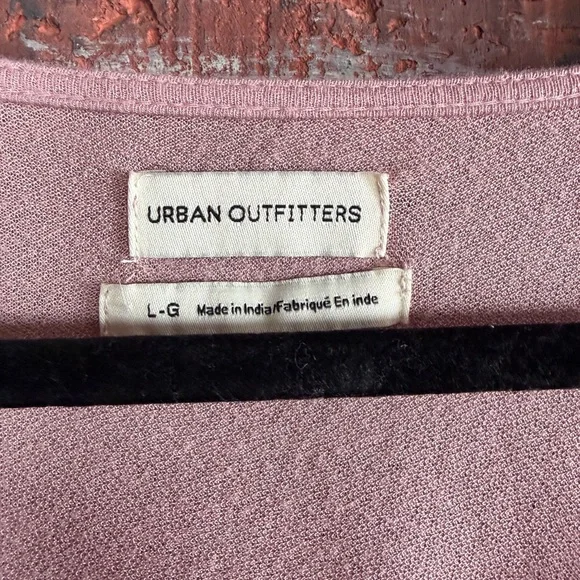 URBAN OUTFITTERS
L-G Made in India/Fabriqué En inde